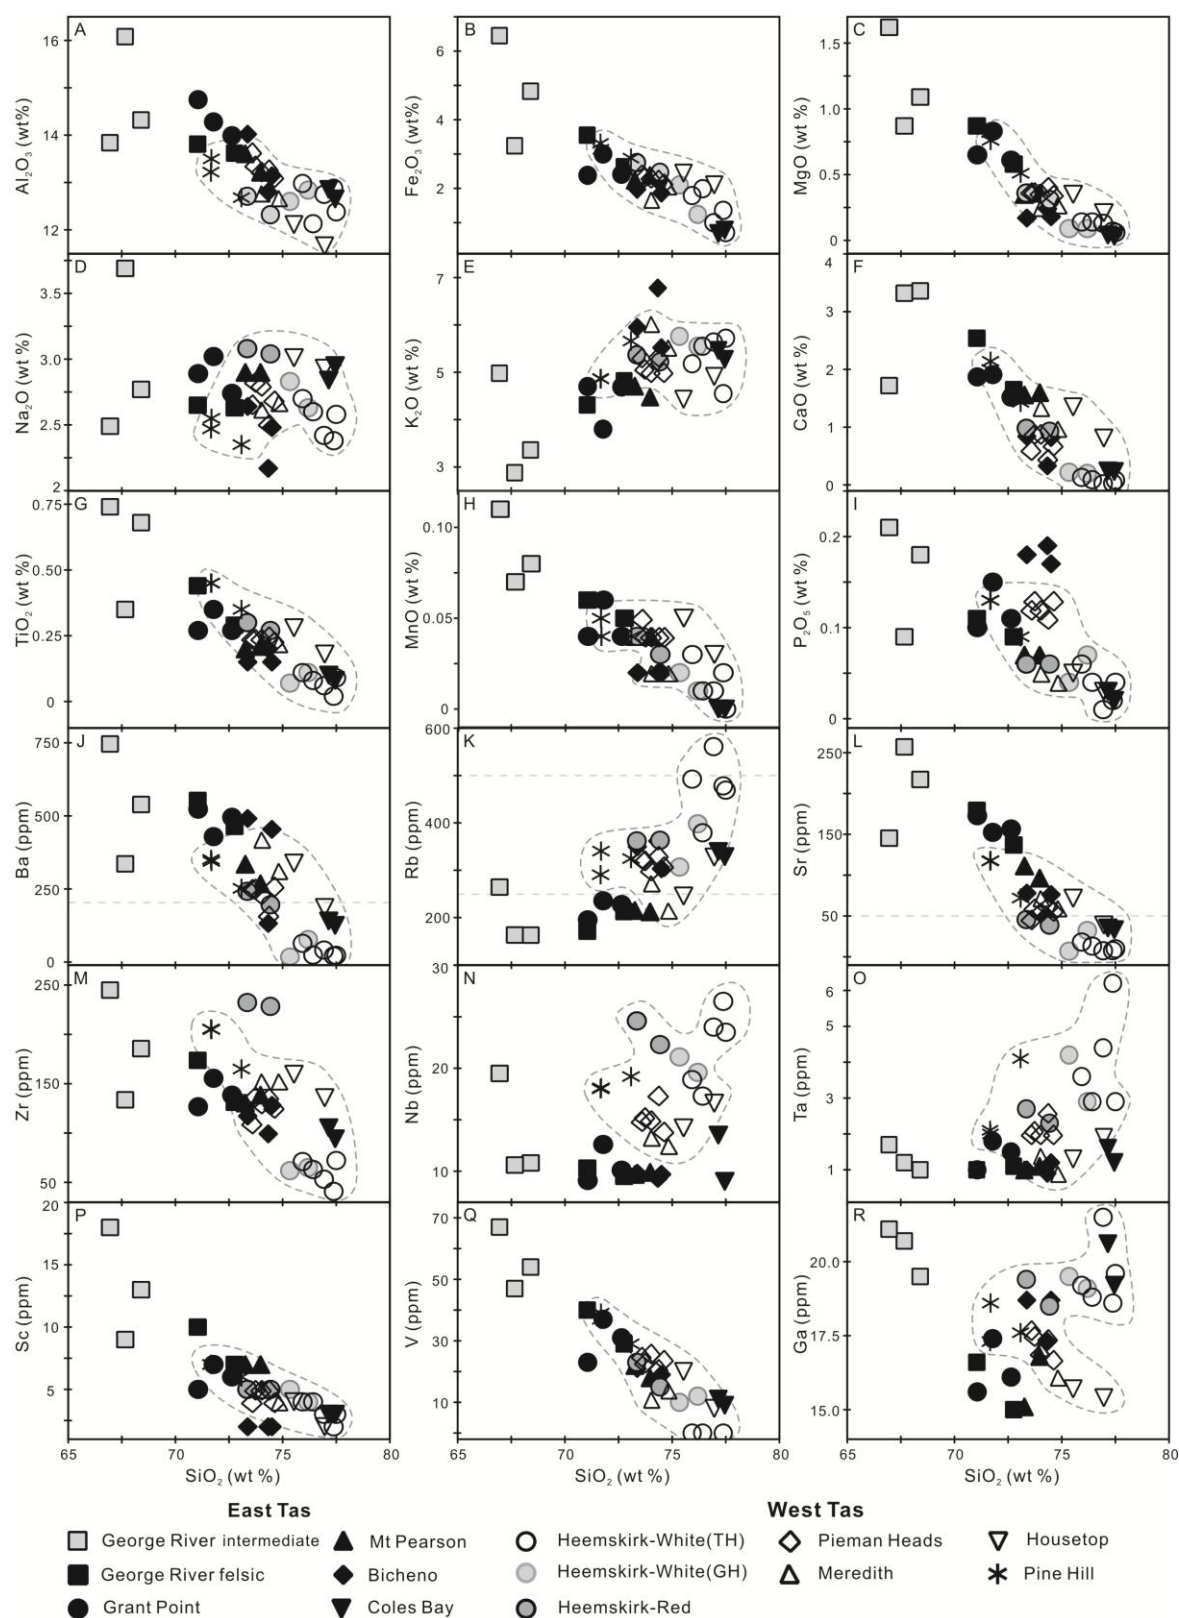 A
B
C
Al₂O₃ (wt%)
16
14
12
Fe₂O₃ (wt%)
6
4
2
MgO (wt %)
1.5
1.0
0.5
0
D
E
F
Na₂O (wt %)
3.5
3.0
2.5
2
K₂O (wt %)
7
5
3
CaO (wt %)
4
3
2
1
0
G
H
I
TiO₂ (wt %)
0.75
0.50
0.25
0
MnO (wt %)
0.10
0.05
0
P₂O₅ (wt %)
0.2
0.1
0
J
K
L
Ba (ppm)
750
500
250
0
Rb (ppm)
600
400
200
Sr (ppm)
250
150
50
M
N
O
Zr (ppm)
250
150
50
Nb (ppm)
30
20
10
Ta (ppm)
6
5
3
1
P
Q
R
Sc (ppm)
20
15
10
5
V (ppm)
70
50
30
10
Ga (ppm)
20.0
17.5
15.0
65 70 75 80 65 70 75 80 65 70 75 80
SiO₂ (wt %) SiO₂ (wt %) SiO₂ (wt %)
East Tas West Tas
George River intermediate Mt Pearson Heemskirk-White(TH) Pieman Heads Housetop
George River felsic Bicheno Heemskirk-White(GH) Meredith Pine Hill
Grant Point Coles Bay Heemskirk-Red